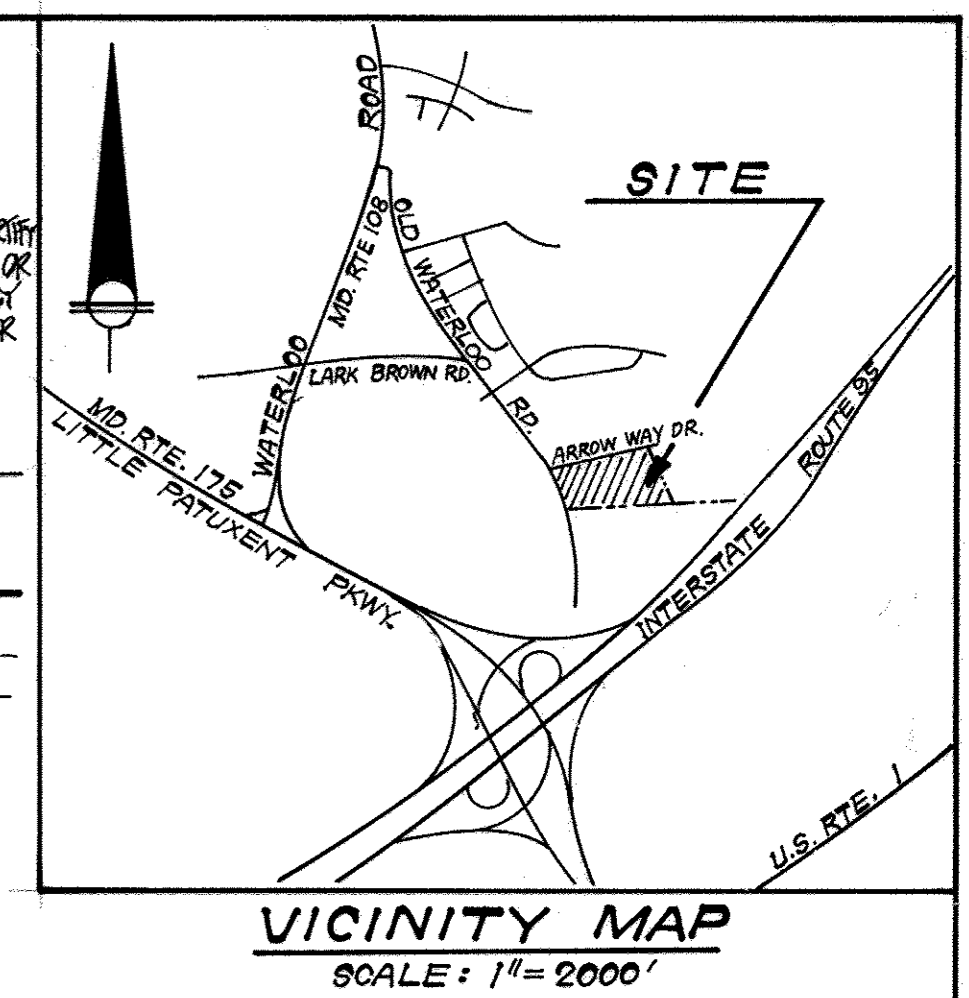 ROAD
SITE
MD. RTE 108
OLD
WATERLOO
RD.
WATERLOO
LARK BROWN RD.
ARROW WAY DR.
MD. RTE. 175
LITTLE PATUXENT PKWY.
INTERSTATE ROUTE 95
U.S. RTE. 1
OR
VICINITY MAP
SCALE: 1"= 2000'